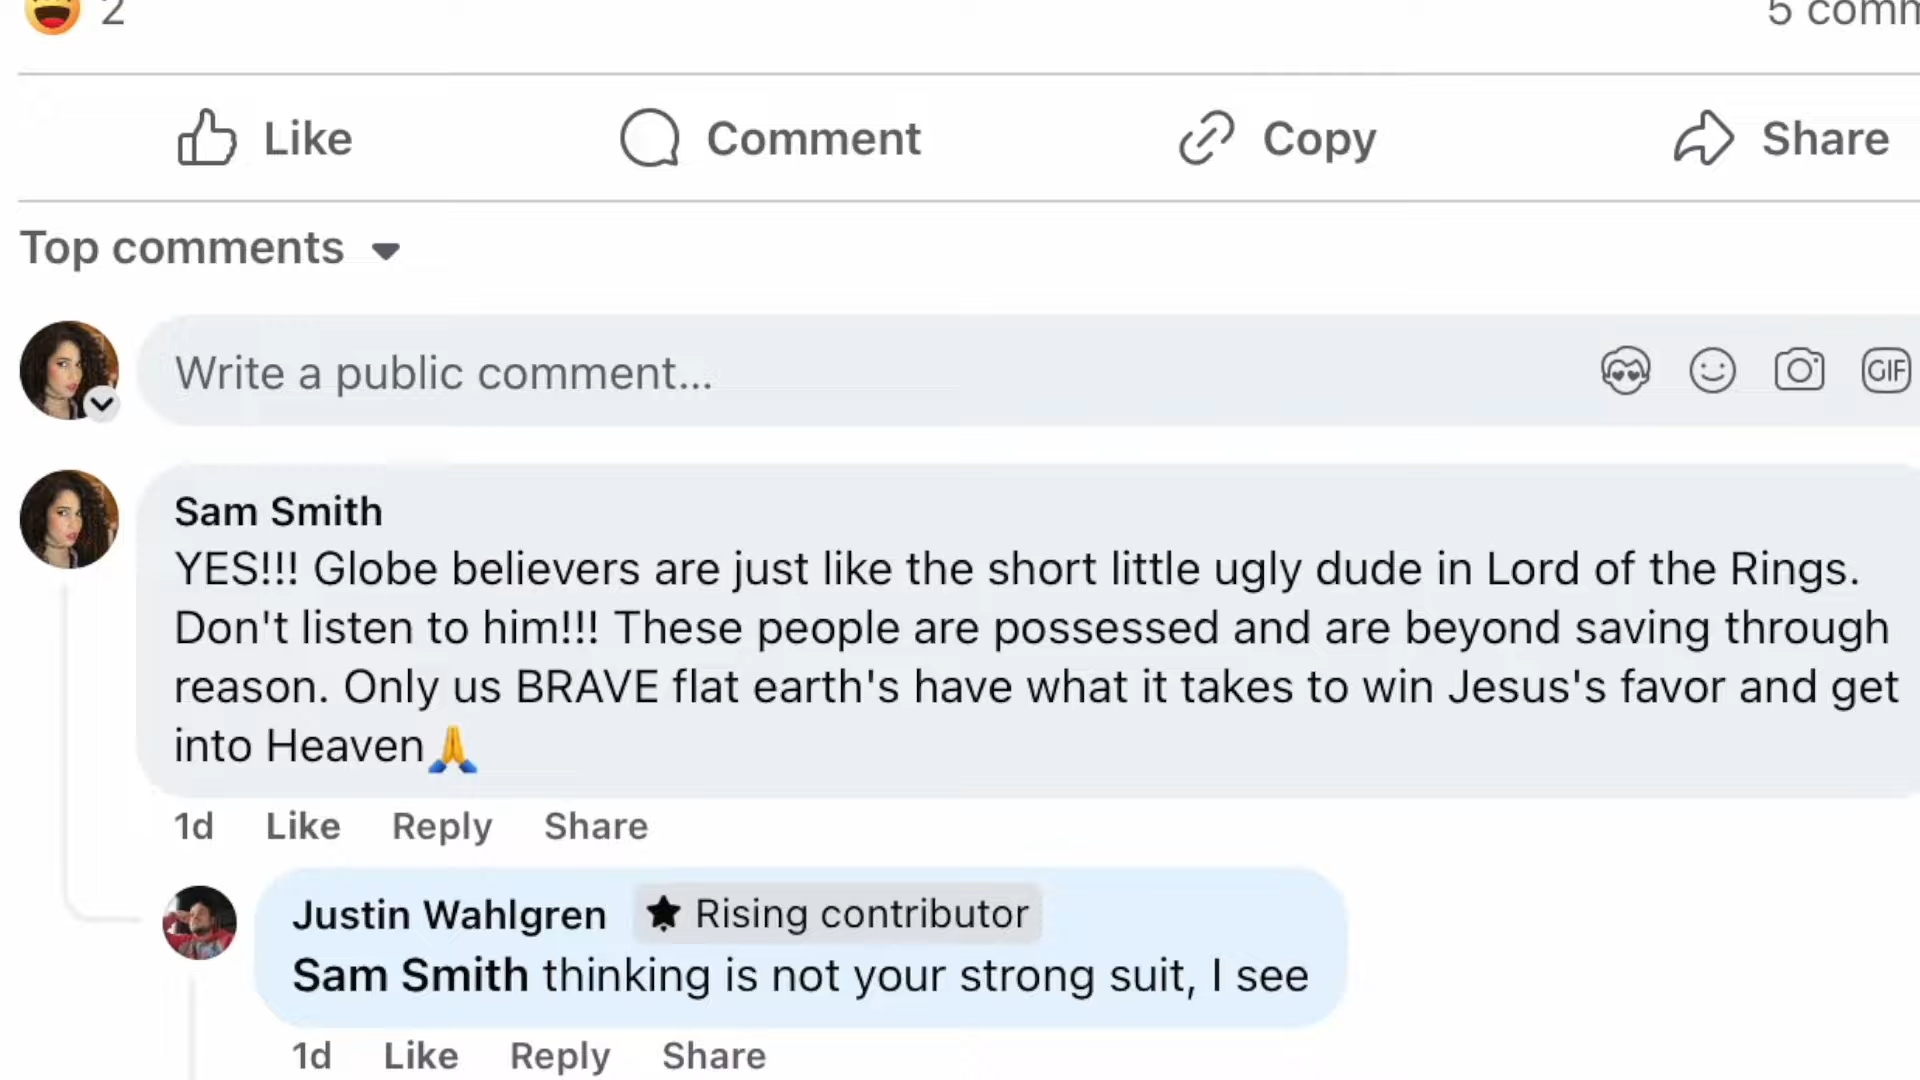 2
5 comm
Like Comment Copy Share
Top comments
Write a public comment...
GIF
Sam Smith
YES!!! Globe believers are just like the short little ugly dude in Lord of the Rings.
Don't listen to him!!! These people are possessed and are beyond saving through
reason. Only us BRAVE flat earth's have what it takes to win Jesus's favor and get
into Heaven🙏
1d Like Reply Share
Justin Wahlgren ★ Rising contributor
Sam Smith thinking is not your strong suit, I see
1d Like Reply Share